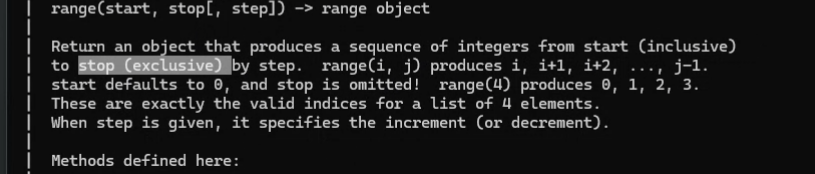 | range(start, stop[, step]) -> range object
|
| Return an object that produces a sequence of integers from start (inclusive)
| to stop (exclusive) by step.  range(i, j) produces i, i+1, i+2, ..., j-1.
| start defaults to 0, and stop is omitted!  range(4) produces 0, 1, 2, 3.
| These are exactly the valid indices for a list of 4 elements.
| When step is given, it specifies the increment (or decrement).
|
| Methods defined here: